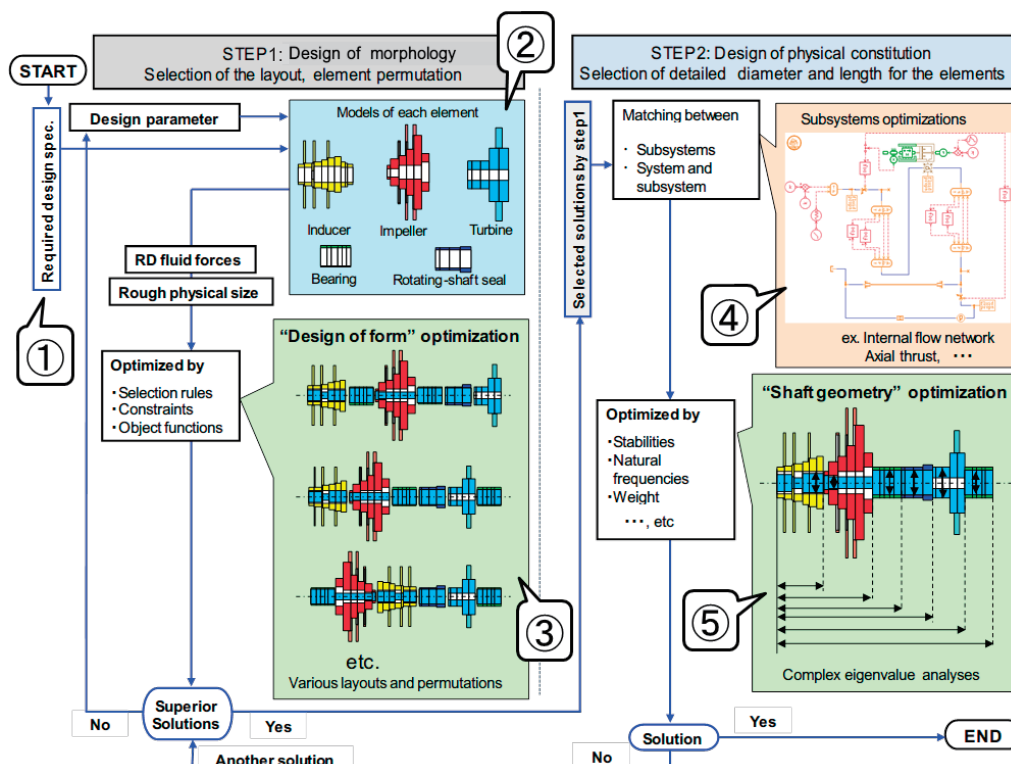 START
STEP1: Design of morphology
Selection of the layout, element permutation
②
Required design spec.
Design parameter
Models of each element
Inducer
Impeller
Turbine
Bearing
Rotating-shaft seal
RD fluid forces
Rough physical size
①
Optimized by
・Selection rules
・Constraints
・Object functions
“Design of form” optimization
③
etc.
Various layouts and permutations
No
Superior
Solutions
Yes
Another solution
STEP2: Design of physical constitution
Selection of detailed diameter and length for the elements
Selected solutions by step1
Matching between
・ Subsystems
・ System and
subsystem
Subsystems optimizations
④
ex. Internal flow network
Axial thrust, ・・・
Optimized by
・Stabilities
・Natural
frequencies
・Weight
・・・, etc
“Shaft geometry” optimization
⑤
Complex eigenvalue analyses
Solution
Yes
END
No